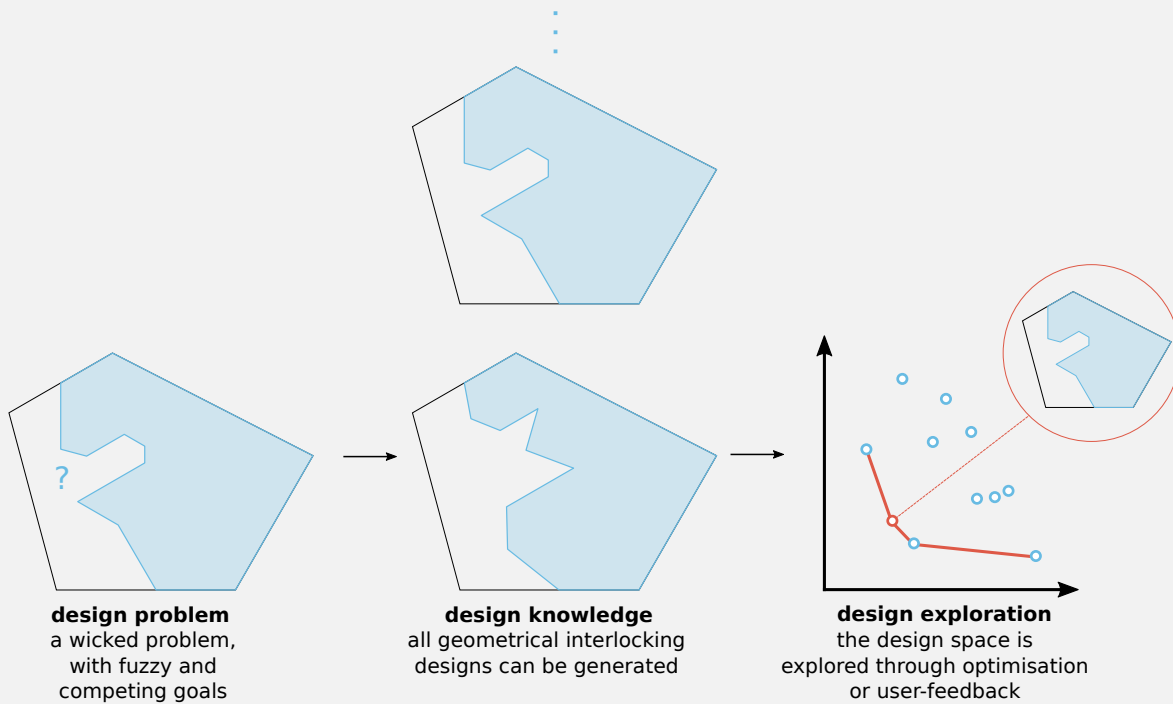 ?
design problem
a wicked problem,
with fuzzy and
competing goals
design knowledge
all geometrical interlocking
designs can be generated
design exploration
the design space is
explored through optimisation
or user-feedback